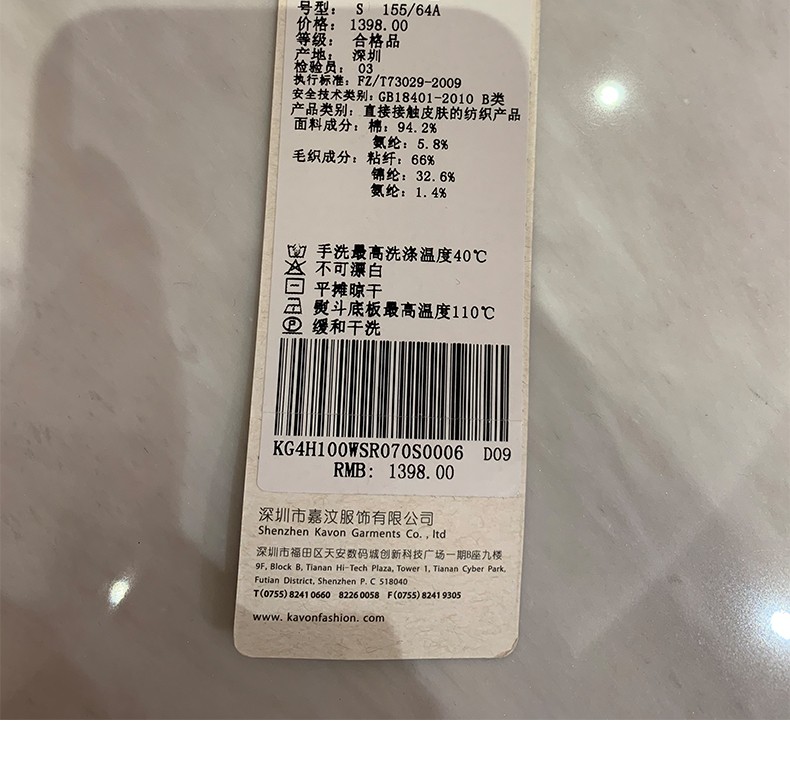 号型： S 155/64A
价格：1398.00
等级： 合格品
产地： 深圳
检验员： 03
执行标准：FZ/T73029-2009
安全技术类别：GB18401-2010 B类
产品类别：直接接触皮肤的纺织产品
面料成分：棉：94.2%
氨纶：5.8%
毛织成分：粘纤：66%
锦纶：32.6%
氨纶：1.4%
手洗最高洗涤温度40℃
不可漂白
平摊晾干
熨斗底板最高温度110℃
P 缓和干洗
KG4H100WSR070S0006 D09
RMB: 1398.00
深圳市嘉汶服饰有限公司
Shenzhen Kavon Garments Co. , ltd
深圳市福田区天安数码城创新科技广场一期B座九楼
9F, Block B, Tianan Hi-Tech Plaza, Tower 1, Tianan Cyber Park,
Futian District, Shenzhen P. C 518040
T(0755) 8241 0660 8226 0058 F(0755) 8241 9305
www. kavonfashion. com